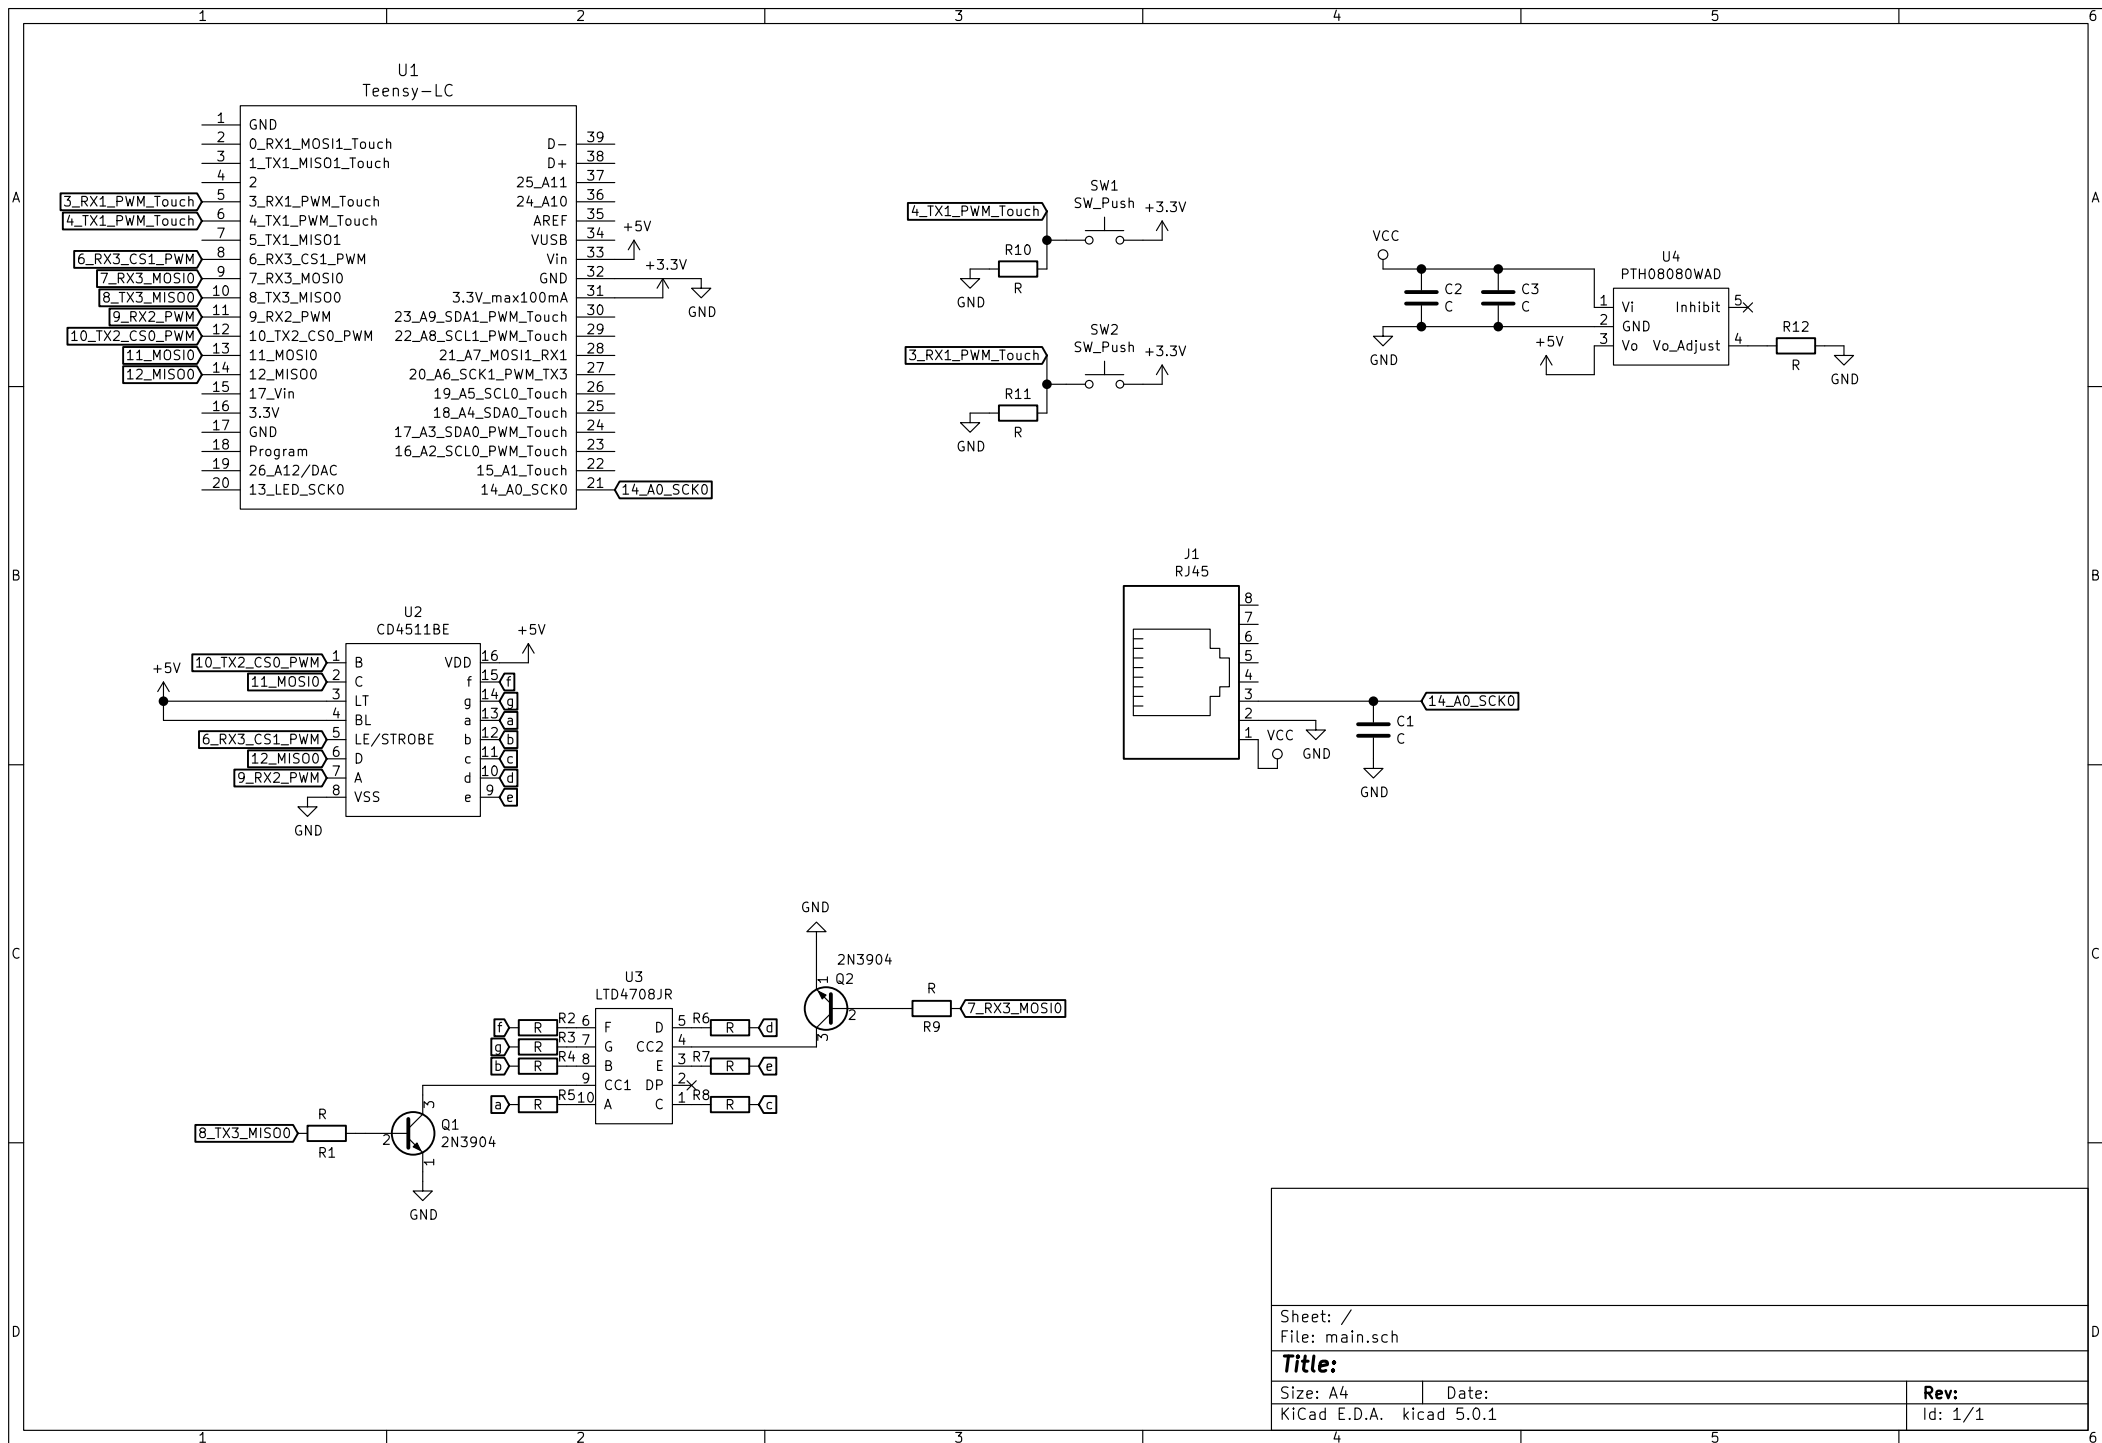 1 2 3 4 5 6
A
B
C
D
A
B
C
D
U1
Teensy-LC
1 GND
2 0_RX1_MOSI1_Touch
3 1_TX1_MISO1_Touch
4 2
3_RX1_PWM_Touch 5 3_RX1_PWM_Touch
4_TX1_PWM_Touch 6 4_TX1_PWM_Touch
7 5_TX1_MISO1
6_RX3_CS1_PWM 8 6_RX3_CS1_PWM
7_RX3_MOSI0 9 7_RX3_MOSI0
8_TX3_MISO0 10 8_TX3_MISO0
9_RX2_PWM 11 9_RX2_PWM
10_TX2_CS0_PWM 12 10_TX2_CS0_PWM
11_MOSI0 13 11_MOSI0
12_MISO0 14 12_MISO0
15 17_Vin
16 3.3V
17 GND
18 Program
19 26_A12/DAC
20 13_LED_SCK0
D- 39
D+ 38
25_A11 37
24_A10 36
AREF 35
VUSB 34
Vin 33
GND 32
3.3V_max100mA 31
23_A9_SDA1_PWM_Touch 30
22_A8_SCL1_PWM_Touch 29
21_A7_MOSI1_RX1 28
20_A6_SCK1_PWM_TX3 27
19_A5_SCL0_Touch 26
18_A4_SDA0_Touch 25
17_A3_SDA0_PWM_Touch 24
16_A2_SCL0_PWM_Touch 23
15_A1_Touch 22
14_A0_SCK0 21 14_A0_SCK0
+5V
+3.3V
GND
SW1
SW_Push
+3.3V
4_TX1_PWM_Touch
R10
R
GND
SW2
SW_Push
+3.3V
3_RX1_PWM_Touch
R11
R
GND
VCC
C2
C
C3
C
GND
+5V
U4
PTH08080WAD
1 Vi Inhibit 5
2 GND
3 Vo Vo_Adjust 4
R12
R
GND
J1
RJ45
8
7
6
5
4
3
2
1
VCC
GND
14_A0_SCK0
C1
C
GND
U2
CD4511BE
+5V
+5V
10_TX2_CS0_PWM 1 B VDD 16
11_MOSI0 2 C f 15 f
3 LT g 14 g
4 BL a 13 a
6_RX3_CS1_PWM 5 LE/STROBE b 12 b
12_MISO0 6 D c 11 c
9_RX2_PWM 7 A d 10 d
8 VSS e 9 e
GND
GND
2N3904
Q2
1
2
3
R
R9
7_RX3_MOSI0
U3
LTD4708JR
f R R2 6 F D 5 R6 R d
g R R3 7 G CC2 4
b R R4 8 B E 3 R7 R e
9 CC1 DP 2
a R R5 10 A C 1 R8 R c
8_TX3_MISO0
R
R1
3
2
1
Q1
2N3904
GND
Sheet: /
File: main.sch
Title:
Size: A4 Date: Rev:
KiCad E.D.A. kicad 5.0.1 Id: 1/1
1 2 3 4 5 6